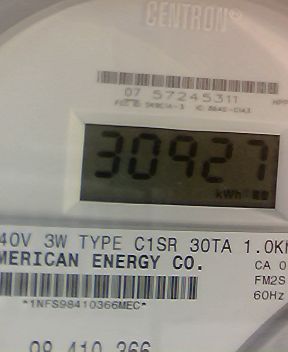 CENTRON®
07 57245311
30927
kWh
40V 3W TYPE C1SR 30TA 1.0K
MERICAN ENERGY CO.
CA 0
FM2S
60Hz
*1NFS98410366MEC*
98 410 366